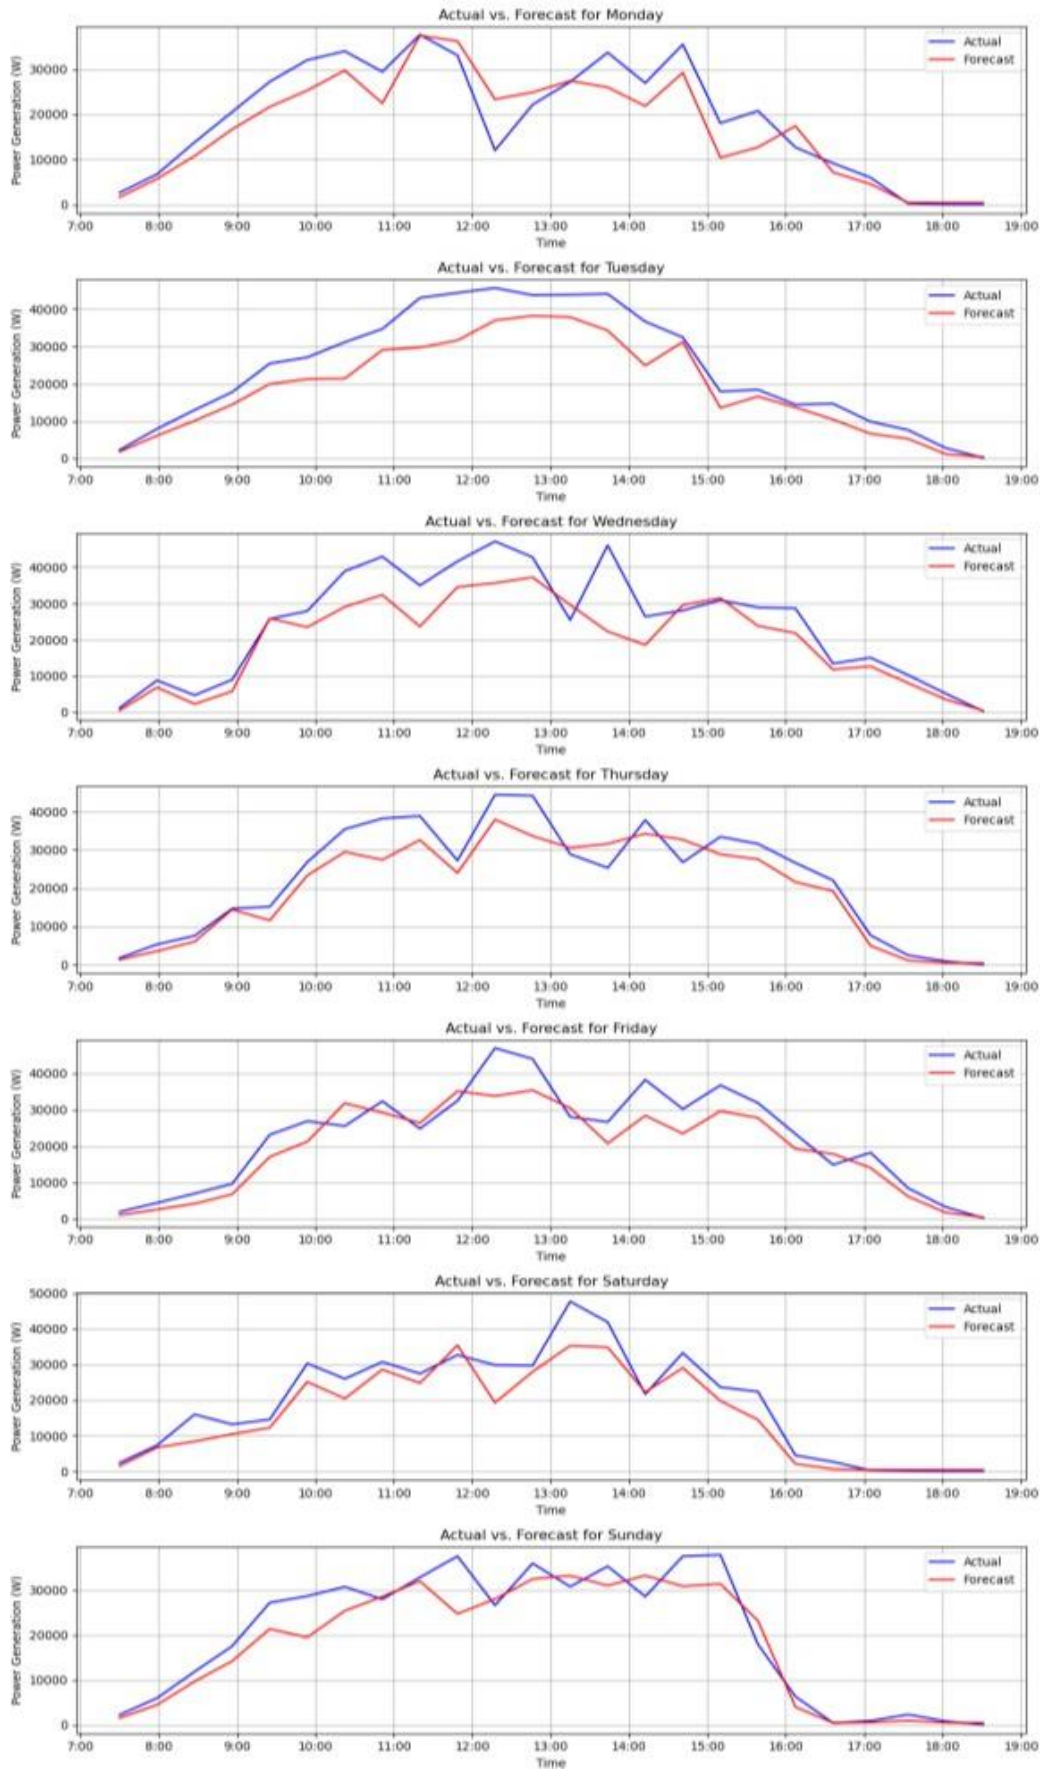 Actual vs. Forecast for Monday
Power Generation (W)
30000
20000
10000
0
Actual
Forecast
7:00 8:00 9:00 10:00 11:00 12:00 13:00 14:00 15:00 16:00 17:00 18:00 19:00
Time
Actual vs. Forecast for Tuesday
Power Generation (W)
40000
30000
20000
10000
0
Actual
Forecast
7:00 8:00 9:00 10:00 11:00 12:00 13:00 14:00 15:00 16:00 17:00 18:00 19:00
Time
Actual vs. Forecast for Wednesday
Power Generation (W)
40000
30000
20000
10000
0
Actual
Forecast
7:00 8:00 9:00 10:00 11:00 12:00 13:00 14:00 15:00 16:00 17:00 18:00 19:00
Time
Actual vs. Forecast for Thursday
Power Generation (W)
40000
30000
20000
10000
0
Actual
Forecast
7:00 8:00 9:00 10:00 11:00 12:00 13:00 14:00 15:00 16:00 17:00 18:00 19:00
Time
Actual vs. Forecast for Friday
Power Generation (W)
40000
30000
20000
10000
0
Actual
Forecast
7:00 8:00 9:00 10:00 11:00 12:00 13:00 14:00 15:00 16:00 17:00 18:00 19:00
Time
Actual vs. Forecast for Saturday
Power Generation (W)
50000
40000
30000
20000
10000
0
Actual
Forecast
7:00 8:00 9:00 10:00 11:00 12:00 13:00 14:00 15:00 16:00 17:00 18:00 19:00
Time
Actual vs. Forecast for Sunday
Power Generation (W)
30000
20000
10000
0
Actual
Forecast
7:00 8:00 9:00 10:00 11:00 12:00 13:00 14:00 15:00 16:00 17:00 18:00 19:00
Time